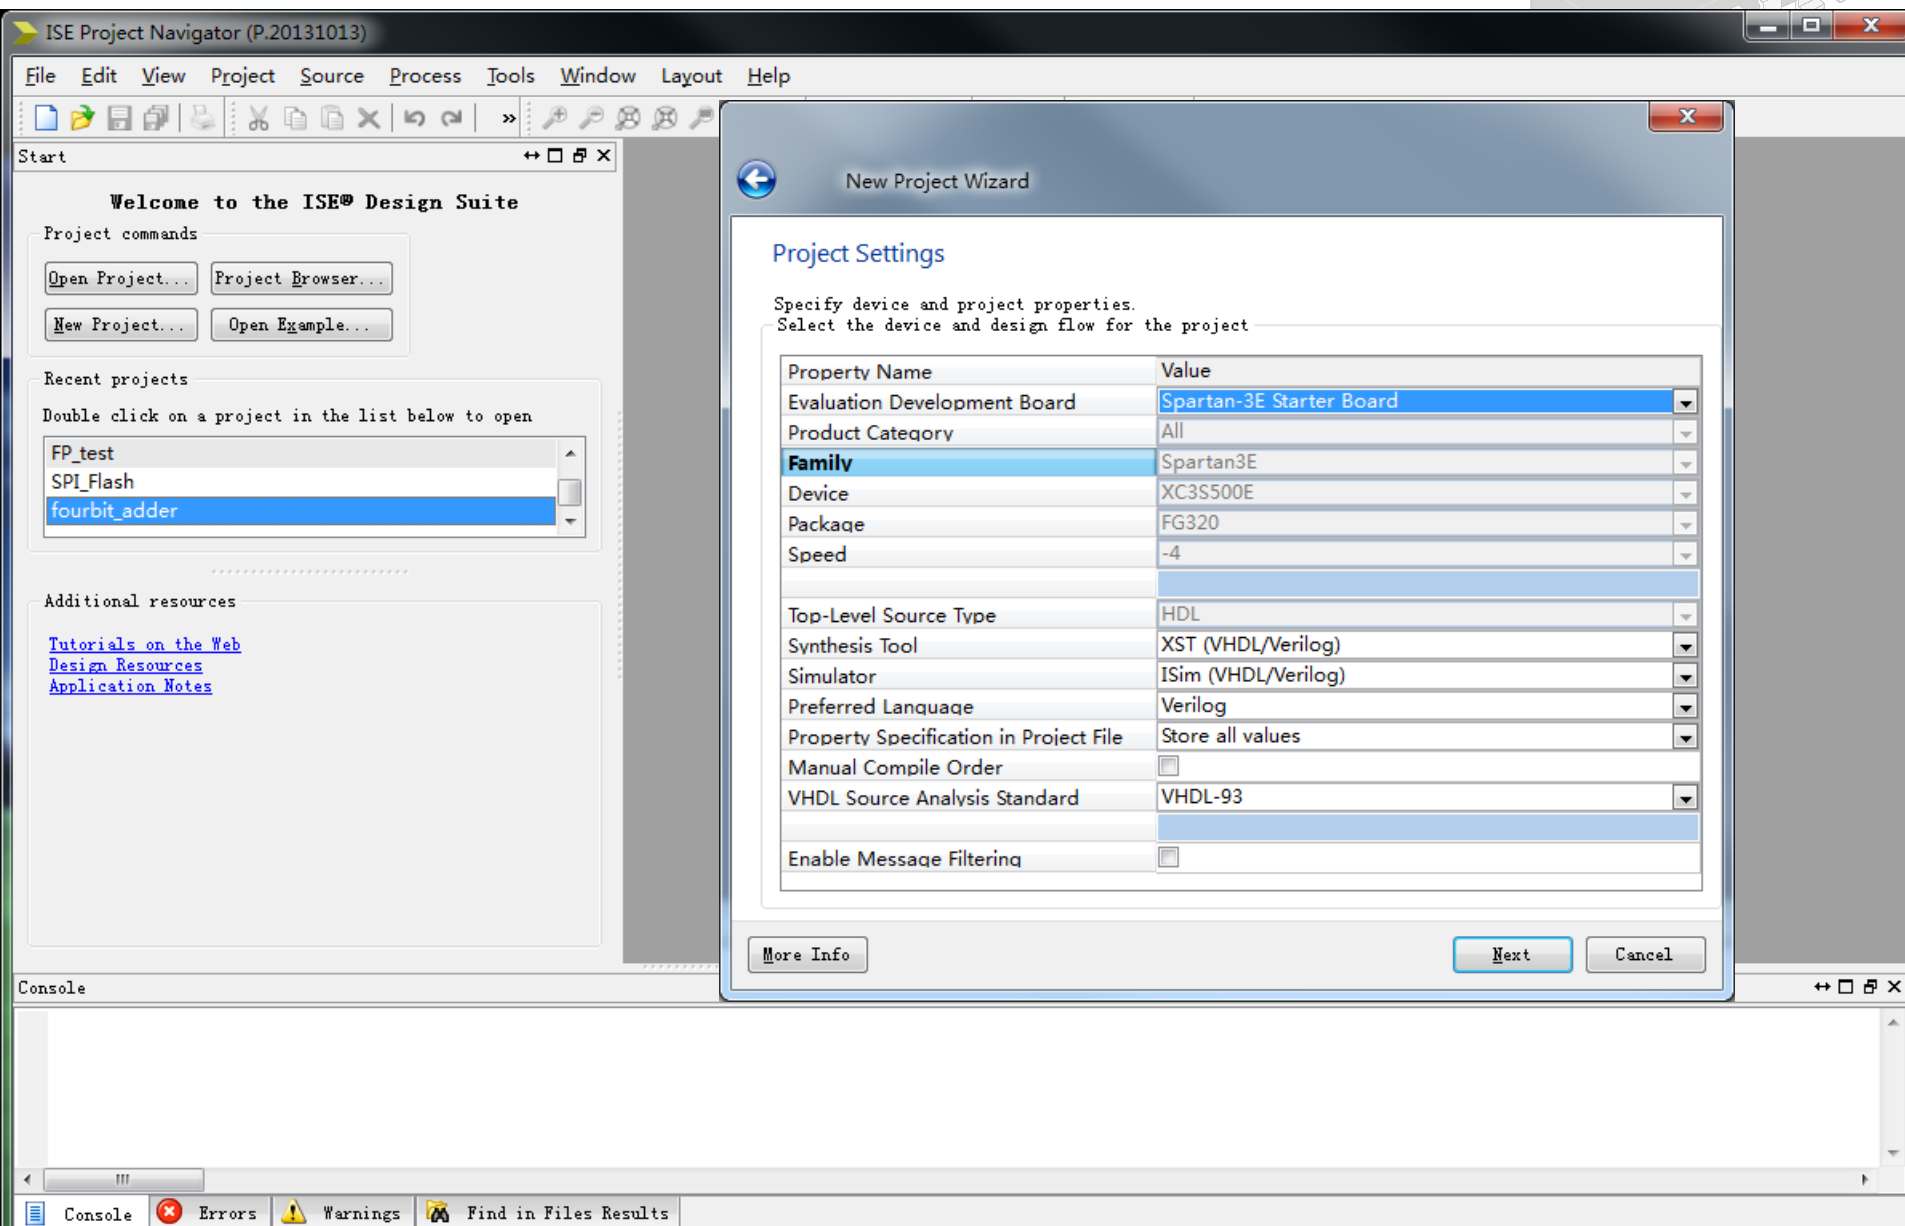 ISE Project Navigator (P.20131013)
File Edit View Project Source Process Tools Window Layout Help
»
Start
Welcome to the ISE® Design Suite
Project commands
Open Project... Project Browser...
New Project... Open Example...
Recent projects
Double click on a project in the list below to open
FP_test
SPI_Flash
fourbit_adder
Additional resources
Tutorials on the Web
Design Resources
Application Notes
New Project Wizard
Project Settings
Specify device and project properties.
Select the device and design flow for the project
Property Name Value
Evaluation Development Board Spartan-3E Starter Board
Product Category All
Family Spartan3E
Device XC3S500E
Package FG320
Speed -4
Top-Level Source Type HDL
Synthesis Tool XST (VHDL/Verilog)
Simulator ISim (VHDL/Verilog)
Preferred Language Verilog
Property Specification in Project File Store all values
Manual Compile Order
VHDL Source Analysis Standard VHDL-93
Enable Message Filtering
More Info Next Cancel
Console
Console Errors Warnings Find in Files Results